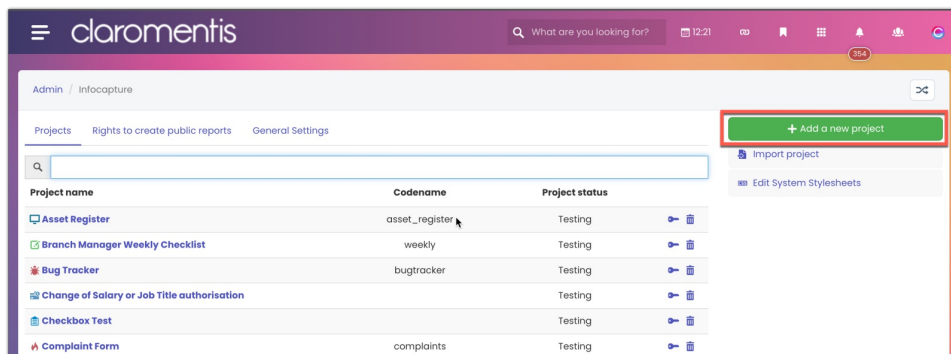 claromentis
What are you looking for?
12:21
354
Admin / Infocapture
Projects Rights to create public reports General Settings
+ Add a new project
Import project
Edit System Stylesheets
Project name Codename Project status
Asset Register asset_register Testing
Branch Manager Weekly Checklist weekly Testing
Bug Tracker bugtracker Testing
Change of Salary or Job Title authorisation Testing
Checkbox Test Testing
Complaint Form complaints Testing